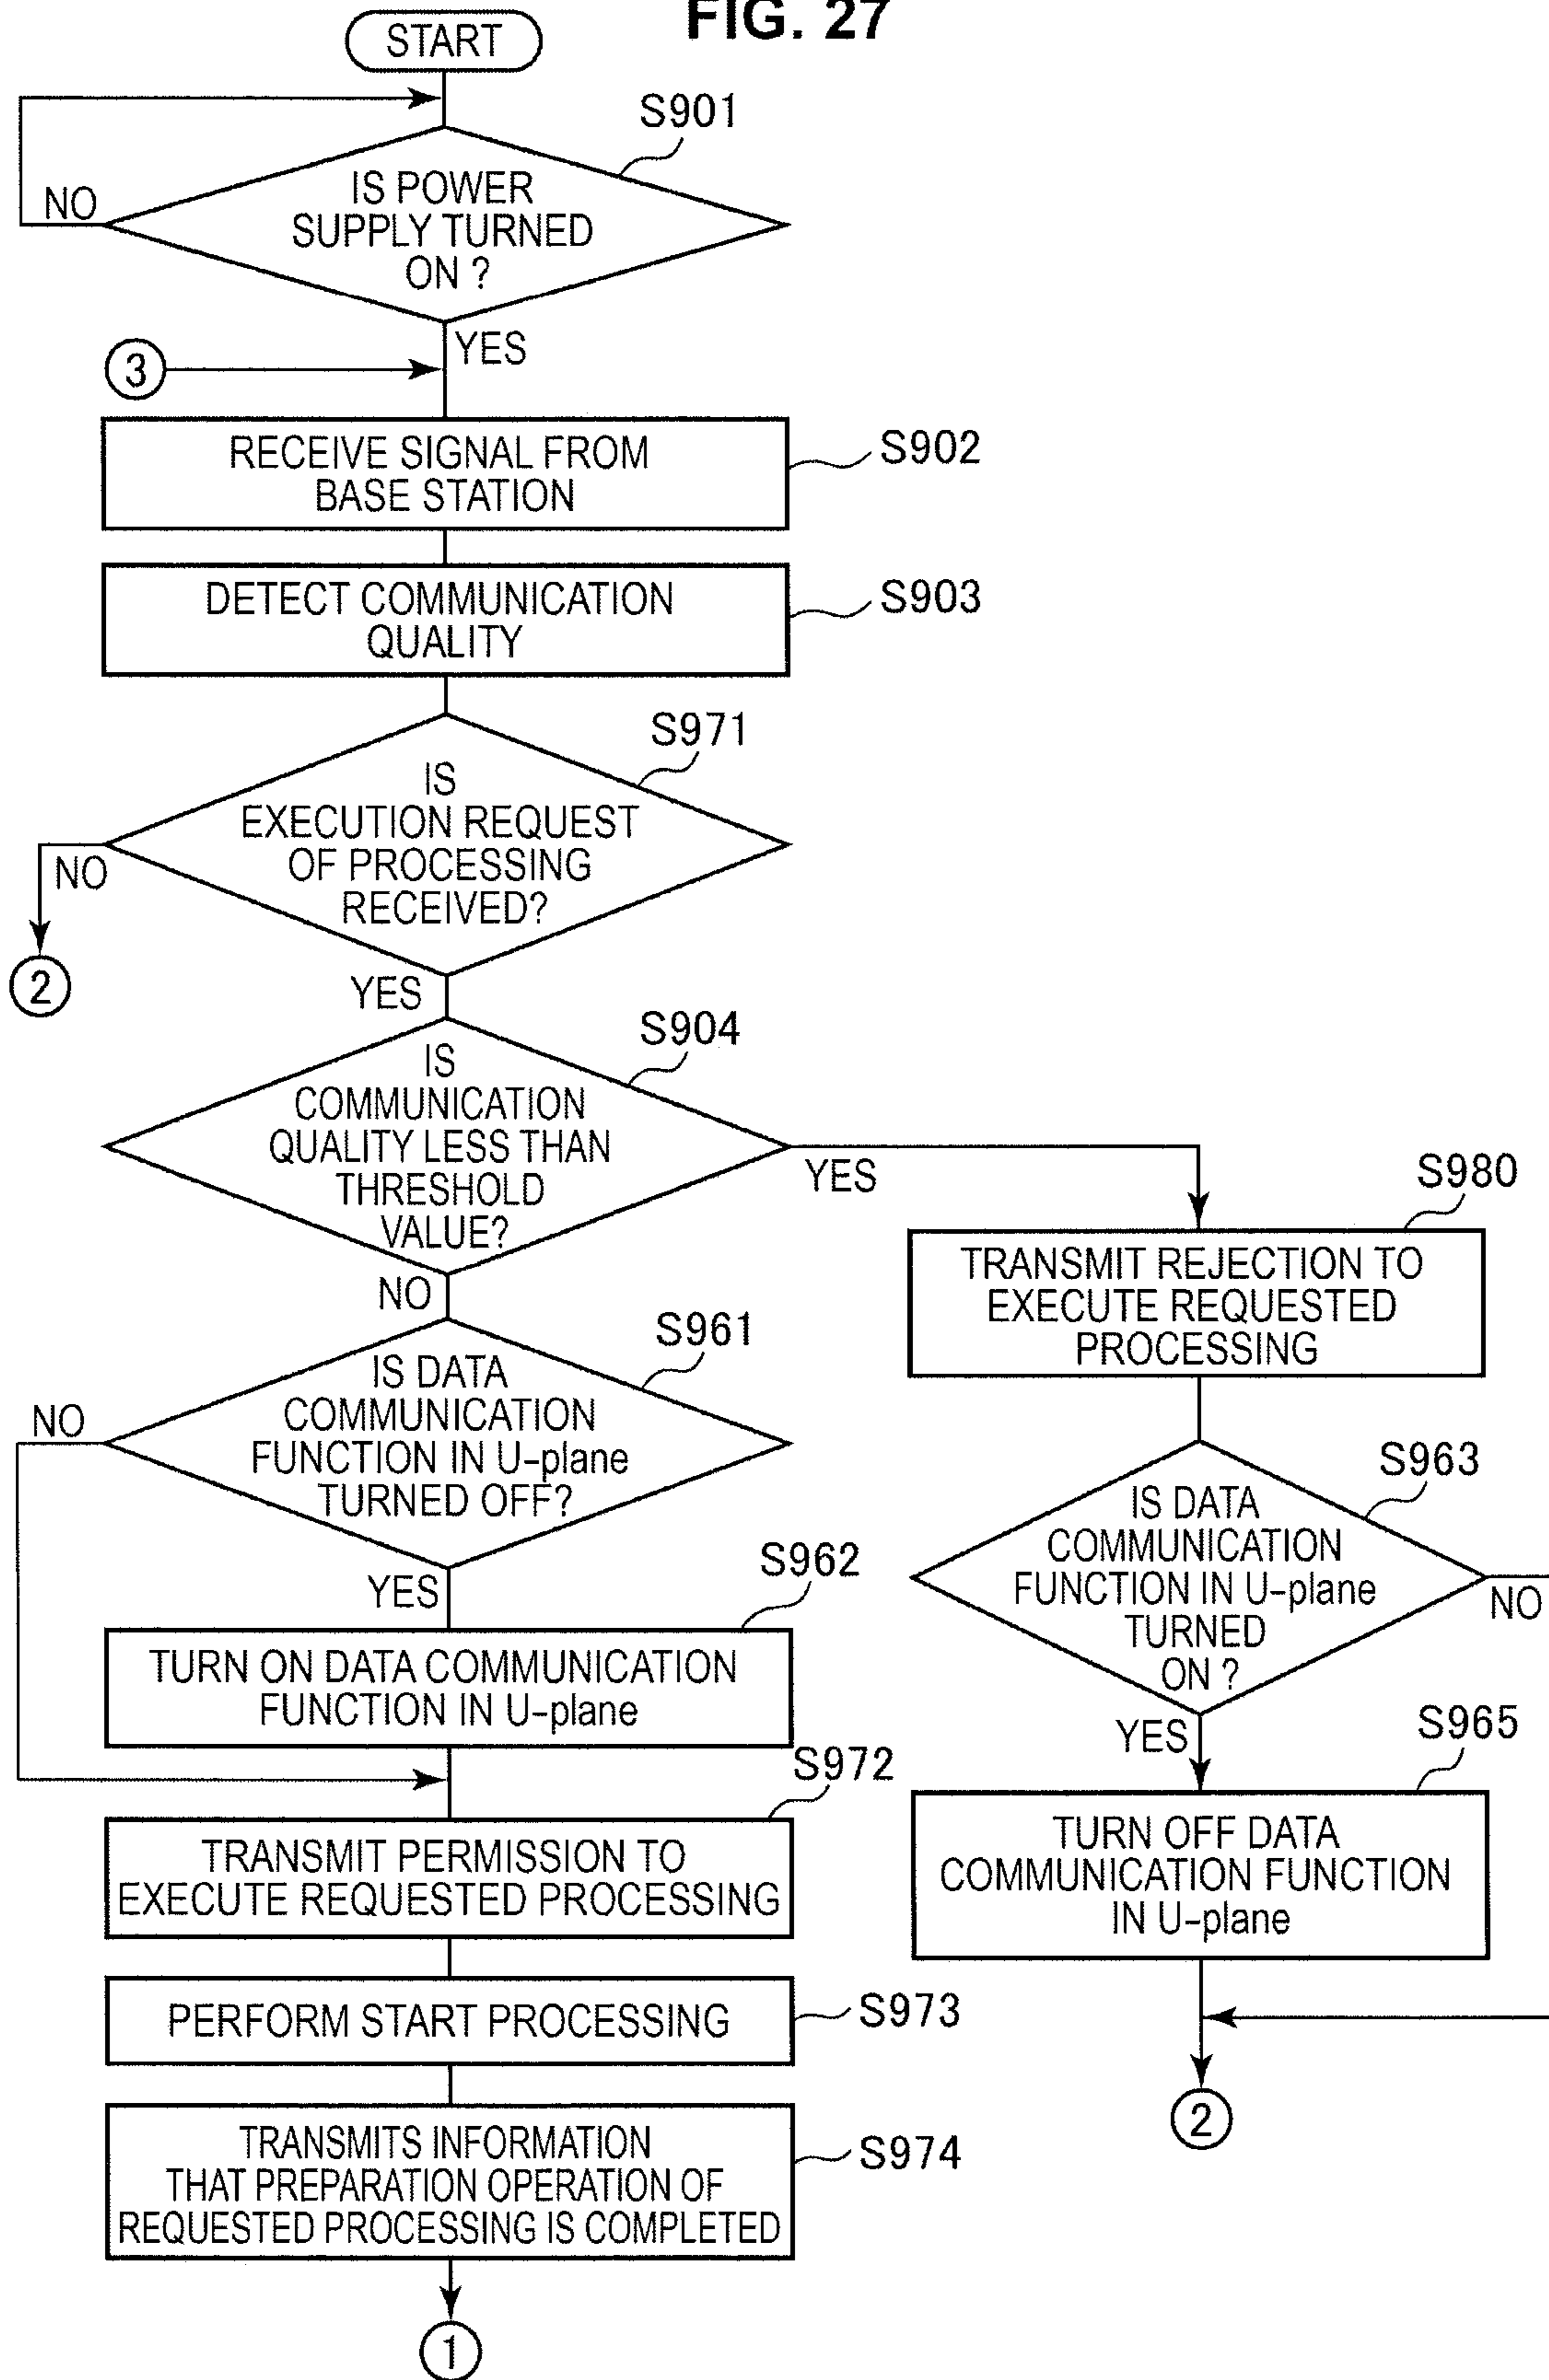 FIG. 27
START
S901
IS POWER
SUPPLY TURNED
ON ?
NO
YES
3
RECEIVE SIGNAL FROM
BASE STATION
S902
DETECT COMMUNICATION
QUALITY
S903
S971
IS
EXECUTION REQUEST
OF PROCESSING
RECEIVED?
NO
2
YES
S904
IS
COMMUNICATION
QUALITY LESS THAN
THRESHOLD
VALUE?
YES
NO
S980
TRANSMIT REJECTION TO
EXECUTE REQUESTED
PROCESSING
S961
IS DATA
COMMUNICATION
FUNCTION IN U-plane
TURNED OFF?
NO
YES
S963
IS DATA
COMMUNICATION
FUNCTION IN U-plane
TURNED
ON ?
NO
YES
S962
TURN ON DATA COMMUNICATION
FUNCTION IN U-plane
S965
TURN OFF DATA
COMMUNICATION FUNCTION
IN U-plane
2
S972
TRANSMIT PERMISSION TO
EXECUTE REQUESTED PROCESSING
PERFORM START PROCESSING
S973
TRANSMITS INFORMATION
THAT PREPARATION OPERATION OF
REQUESTED PROCESSING IS COMPLETED
S974
1